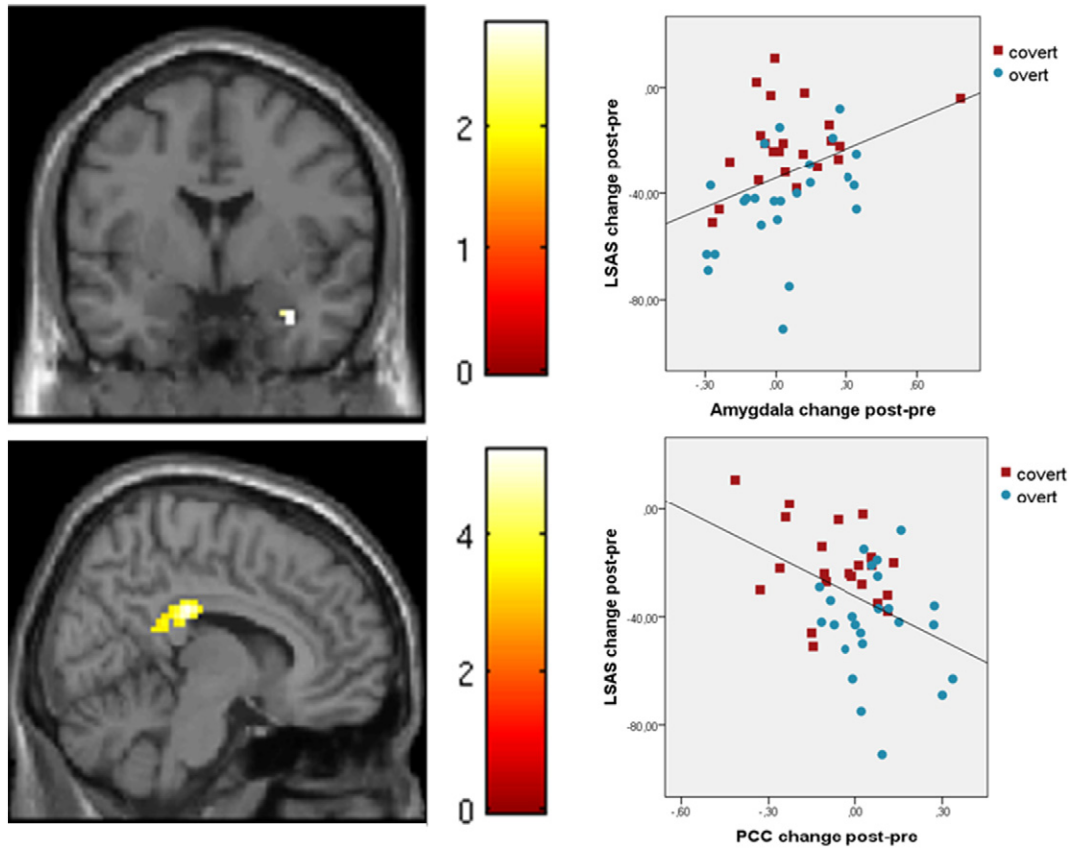 2
1
0
LSAS change post-pre
,00
-40,00
-80,00
-,30
,00
,30
,60
Amygdala change post-pre
covert
overt
4
2
0
LSAS change post-pre
,00
-40,00
-80,00
-,60
-,30
,00
,30
PCC change post-pre
covert
overt